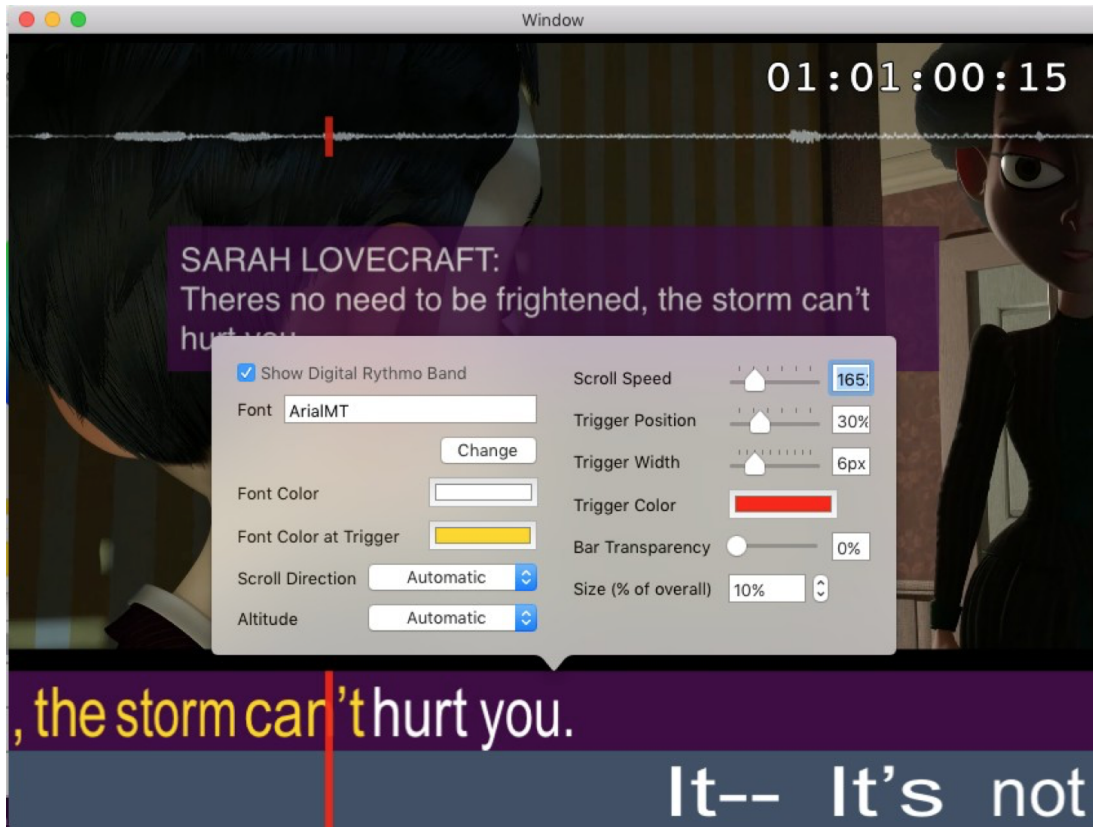 Window
01:01:00:15
SARAH LOVECRAFT:
Theres no need to be frightened, the storm can't
hurt you
Show Digital Rythmo Band
Font ArialMT
Change
Font Color
Font Color at Trigger
Scroll Direction Automatic
Altitude Automatic
Scroll Speed 165
Trigger Position 30%
Trigger Width 6px
Trigger Color
Bar Transparency 0%
Size (% of overall) 10%
, the storm can't hurt you.
It-- It's not